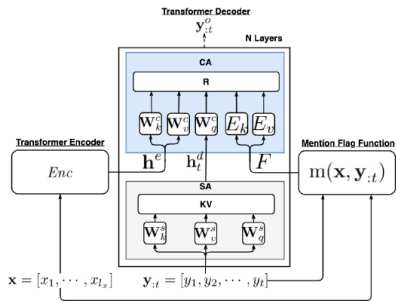 Transformer Decoder
y^o_{:t}
N Layers
CA
R
W^c_k W^c_v W^c_q E_k E_v
Transformer Encoder
Enc
h^e h^d_t F
Mention Flag Function
m(x, y_{:t})
SA
KV
W^s_k W^s_v W^s_q
x = [x_1, ⋯ , x_{l_x}] y_{:t} = [y_1, y_2, ⋯ , y_t]